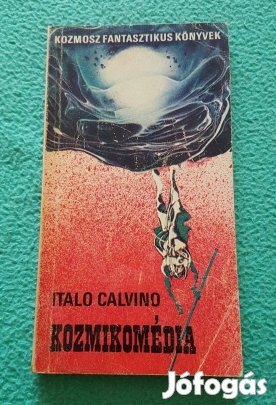 KOZMOSZ FANTASZTIKUS KÖNYVEK
ITALO CALVINO
KOZMIKOMÉDIA
Jófogás